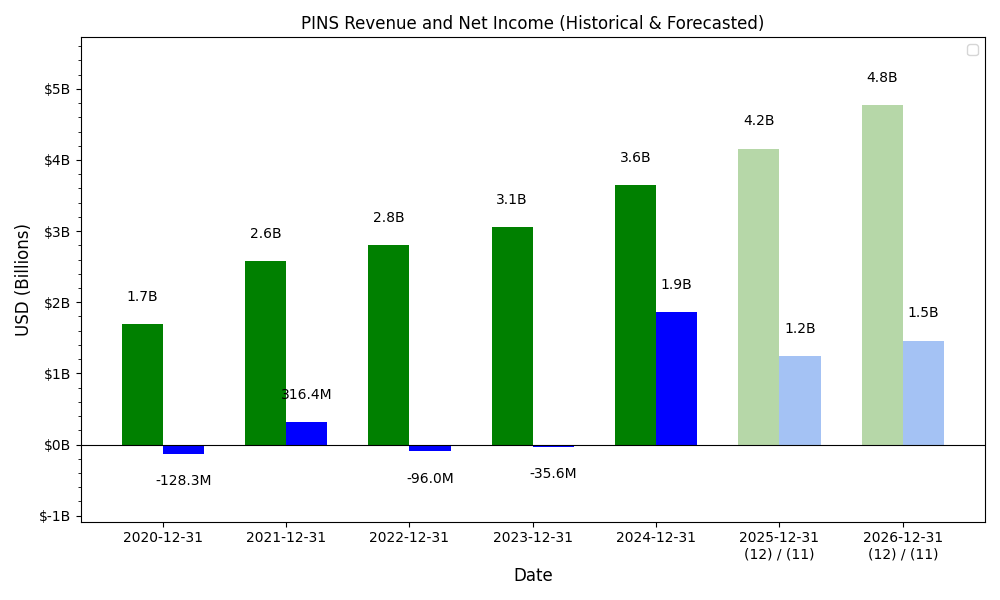 PINS Revenue and Net Income (Historical & Forecasted)
USD (Billions)
$5B
$4B
$3B
$2B
$1B
$0B
$-1B
1.7B
-128.3M
2.6B
316.4M
2.8B
-96.0M
3.1B
-35.6M
3.6B
1.9B
4.2B
1.2B
4.8B
1.5B
2020-12-31
2021-12-31
2022-12-31
2023-12-31
2024-12-31
2025-12-31
(12) / (11)
2026-12-31
(12) / (11)
Date